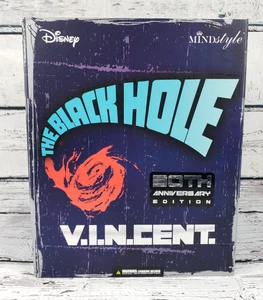 Disney
MINDstyle
THE BLACK HOLE
30TH
ANNIVERSARY
EDITION
V.I.N.CENT.